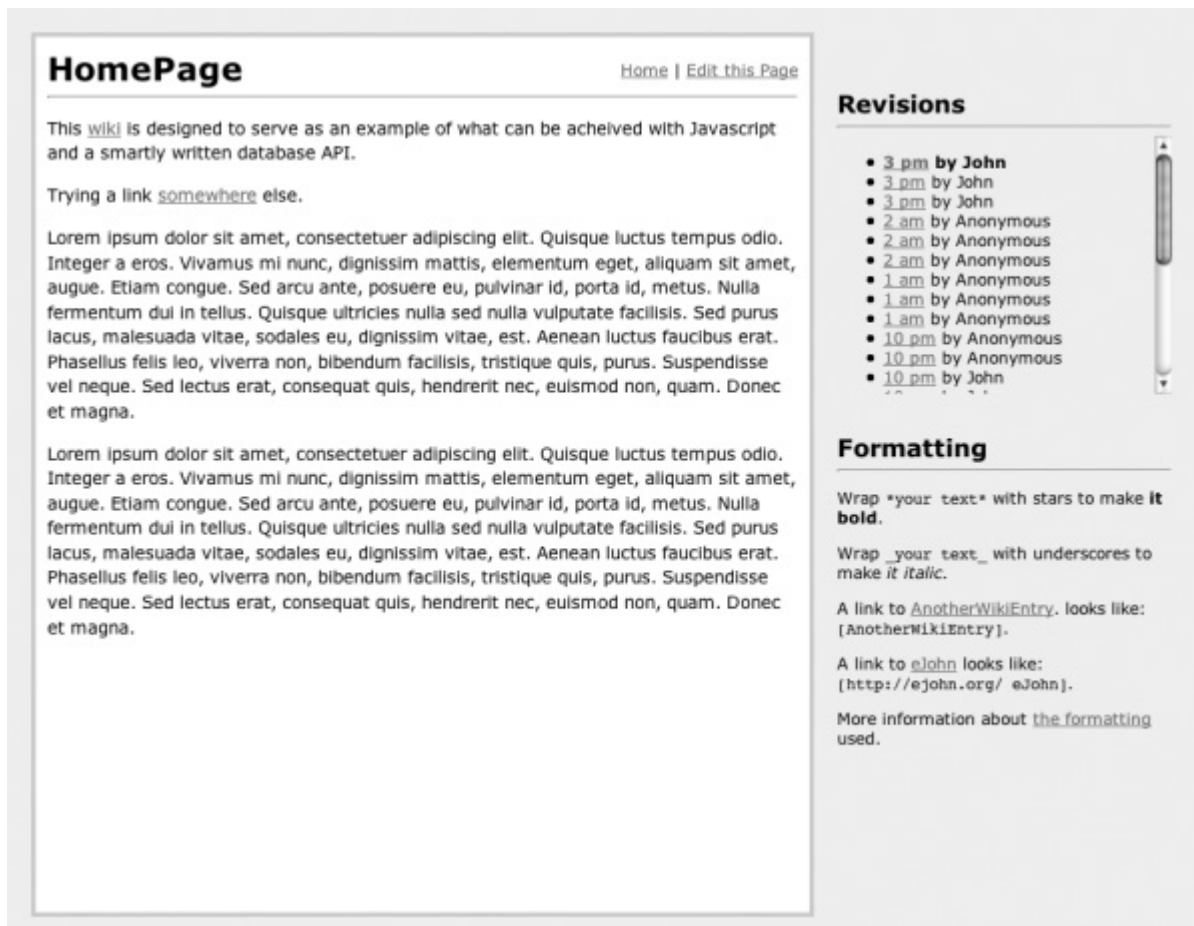 HomePage
Home | Edit this Page
This wiki is designed to serve as an example of what can be acheived with Javascript
and a smartly written database API.
Trying a link somewhere else.
Lorem ipsum dolor sit amet, consectetuer adipiscing elit. Quisque luctus tempus odio.
Integer a eros. Vivamus mi nunc, dignissim mattis, elementum eget, aliquam sit amet,
augue. Etiam congue. Sed arcu ante, posuere eu, pulvinar id, porta id, metus. Nulla
fermentum dui in tellus. Quisque ultricies nulla sed nulla vulputate facilisis. Sed purus
lacus, malesuada vitae, sodales eu, dignissim vitae, est. Aenean luctus faucibus erat.
Phasellus felis leo, viverra non, bibendum facilisis, tristique quis, purus. Suspendisse
vel neque. Sed lectus erat, consequat quis, hendrerit nec, euismod non, quam. Donec
et magna.
Lorem ipsum dolor sit amet, consectetuer adipiscing elit. Quisque luctus tempus odio.
Integer a eros. Vivamus mi nunc, dignissim mattis, elementum eget, aliquam sit amet,
augue. Etiam congue. Sed arcu ante, posuere eu, pulvinar id, porta id, metus. Nulla
fermentum dui in tellus. Quisque ultricies nulla sed nulla vulputate facilisis. Sed purus
lacus, malesuada vitae, sodales eu, dignissim vitae, est. Aenean luctus faucibus erat.
Phasellus felis leo, viverra non, bibendum facilisis, tristique quis, purus. Suspendisse
vel neque. Sed lectus erat, consequat quis, hendrerit nec, euismod non, quam. Donec
et magna.
Revisions
• 3 pm by John
• 3 pm by John
• 3 pm by John
• 2 am by Anonymous
• 2 am by Anonymous
• 2 am by Anonymous
• 1 am by Anonymous
• 1 am by Anonymous
• 1 am by Anonymous
• 10 pm by Anonymous
• 10 pm by Anonymous
• 10 pm by John
Formatting
Wrap *your text* with stars to make it
bold.
Wrap _your text_ with underscores to
make it italic.
A link to AnotherWikiEntry. looks like:
[AnotherWikiEntry].
A link to eJohn looks like:
[http://ejohn.org/ eJohn].
More information about the formatting
used.